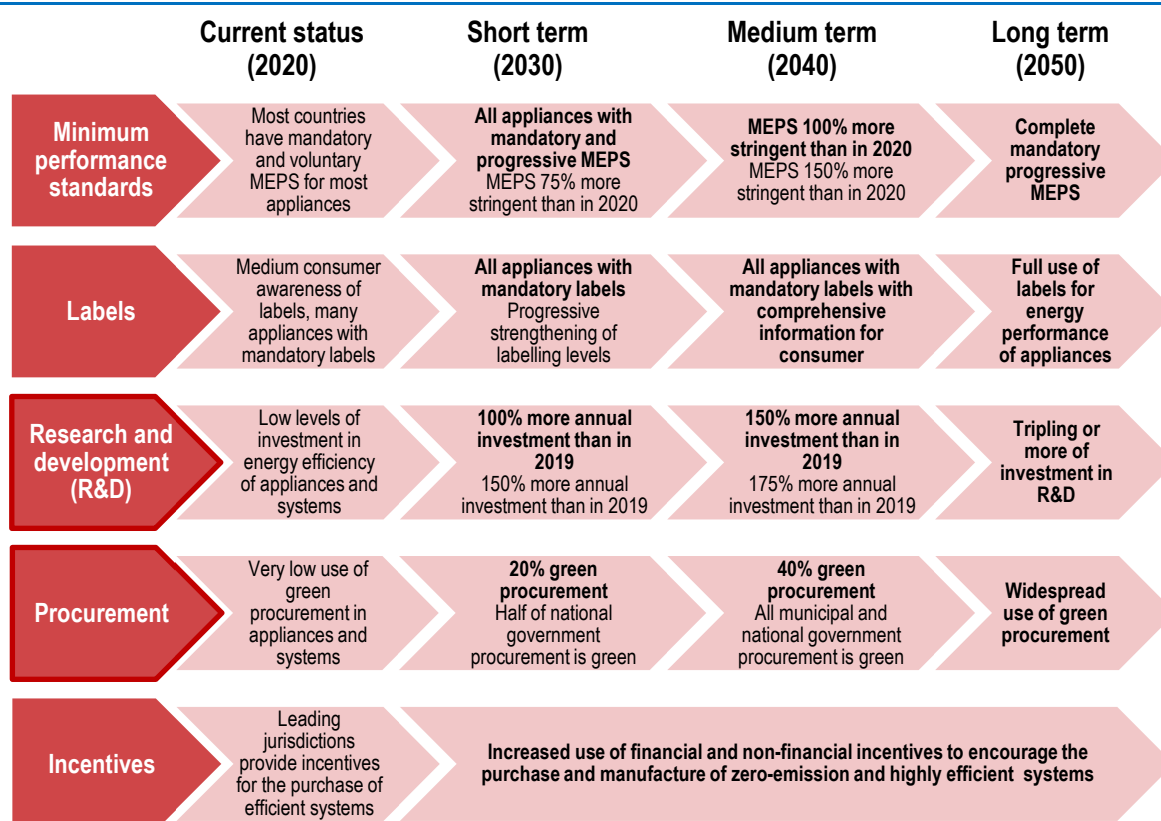 Current status
(2020)
Short term
(2030)
Medium term
(2040)
Long term
(2050)
Minimum
performance
standards
Most countries
have mandatory
and voluntary
MEPS for most
appliances
All appliances with
mandatory and
progressive MEPS
MEPS 75% more
stringent than in 2020
MEPS 100% more
stringent than in 2020
MEPS 150% more
stringent than in 2020
Complete
mandatory
progressive
MEPS
Labels
Medium consumer
awareness of
labels, many
appliances with
mandatory labels
All appliances with
mandatory labels
Progressive
strengthening of
labelling levels
All appliances with
mandatory labels with
comprehensive
information for
consumer
Full use of
labels for
energy
performance
of appliances
Research and
development
(R&D)
Low levels of
investment in
energy efficiency
of appliances and
systems
100% more annual
investment than in
2019
150% more annual
investment than in 2019
150% more annual
investment than in
2019
175% more annual
investment than in 2019
Tripling or
more of
investment in
R&D
Procurement
Very low use of
green
procurement in
appliances and
systems
20% green
procurement
Half of national
government
procurement is green
40% green
procurement
All municipal and
national government
procurement is green
Widespread
use of green
procurement
Incentives
Leading
jurisdictions
provide incentives
for the purchase of
efficient systems
Increased use of financial and non-financial incentives to encourage the
purchase and manufacture of zero-emission and highly efficient systems